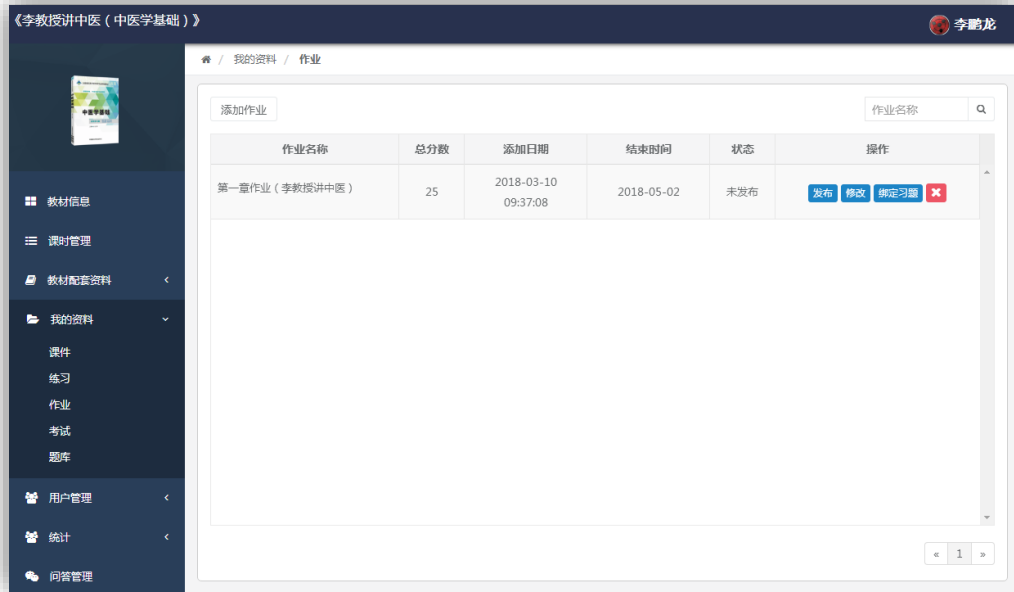 《李教授讲中医（中医学基础）》
李鹏龙
我的资料 / 作业
中医学基础
教材信息
课时管理
教材配套资料
我的资料
课件
练习
作业
考试
题库
用户管理
统计
问答管理
添加作业
作业名称
作业名称 总分数 添加日期 结束时间 状态 操作
第一章作业（李教授讲中医） 25 2018-03-10 09:37:08 2018-05-02 未发布 发布 修改 绑定习题
« 1 »